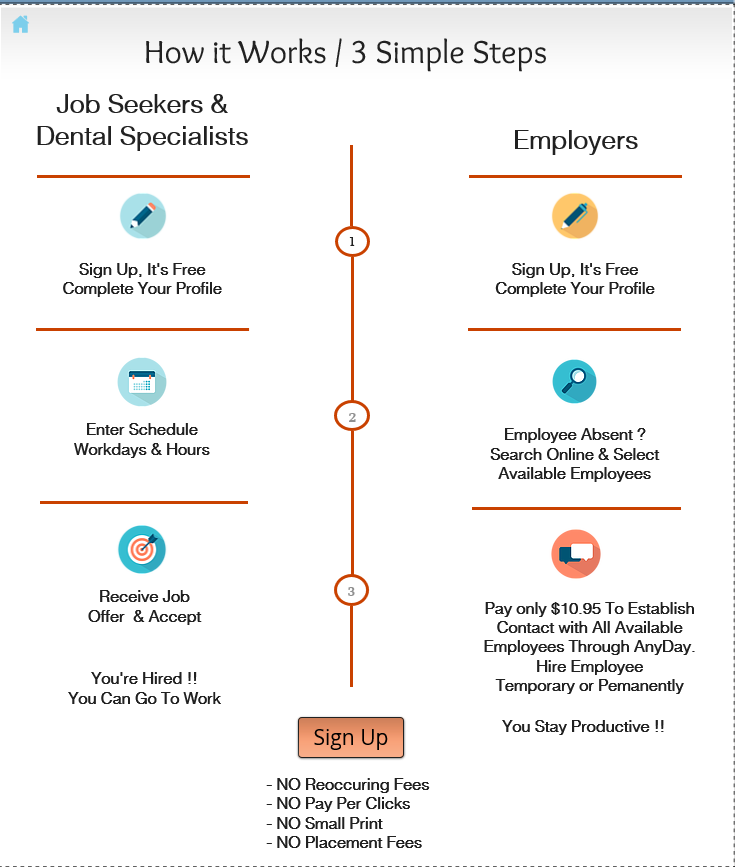 How it Works / 3 Simple Steps
Job Seekers &
Dental Specialists
Sign Up, It's Free
Complete Your Profile
Enter Schedule
Workdays & Hours
Receive Job
Offer & Accept
You're Hired !!
You Can Go To Work
1
2
3
Employers
Sign Up, It's Free
Complete Your Profile
Employee Absent ?
Search Online & Select
Available Employees
Pay only $10.95 To Establish
Contact with All Available
Employees Through AnyDay.
Hire Employee
Temporary or Pemanently
You Stay Productive !!
Sign Up
- NO Reoccuring Fees
- NO Pay Per Clicks
- NO Small Print
- NO Placement Fees